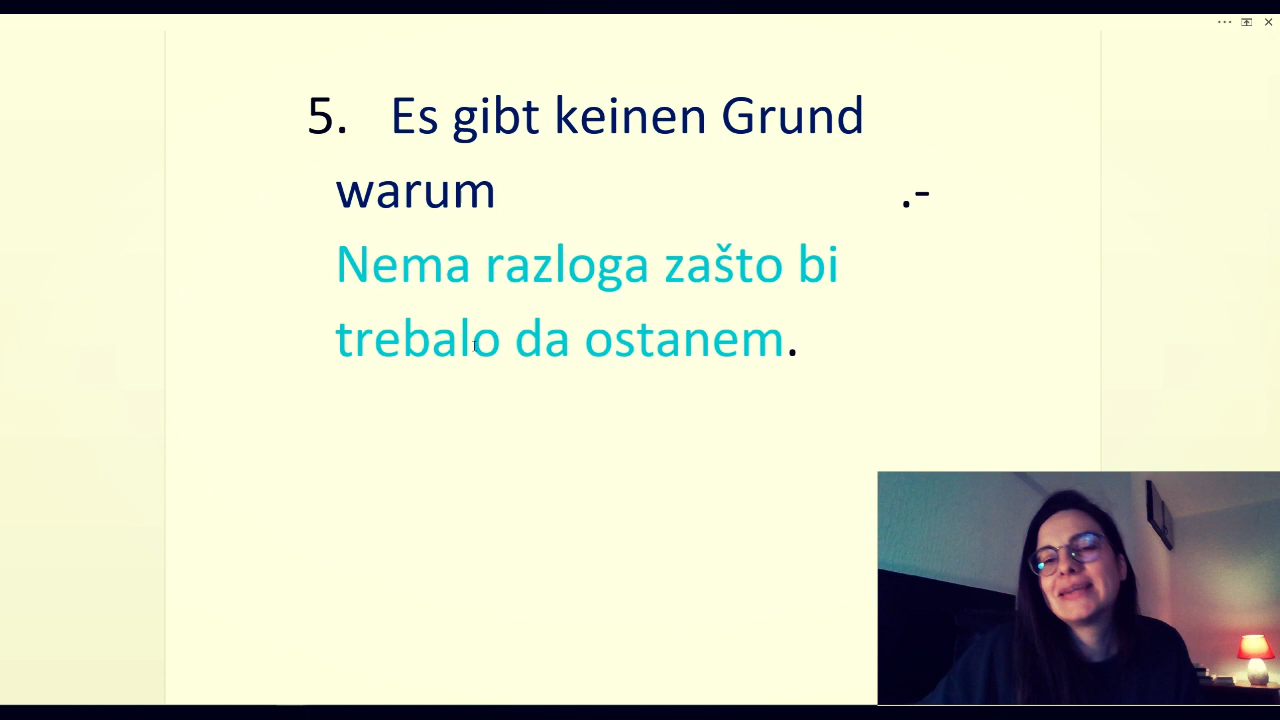 5. Es gibt keinen Grund
warum .-
Nema razloga zašto bi
trebalo da ostanem.